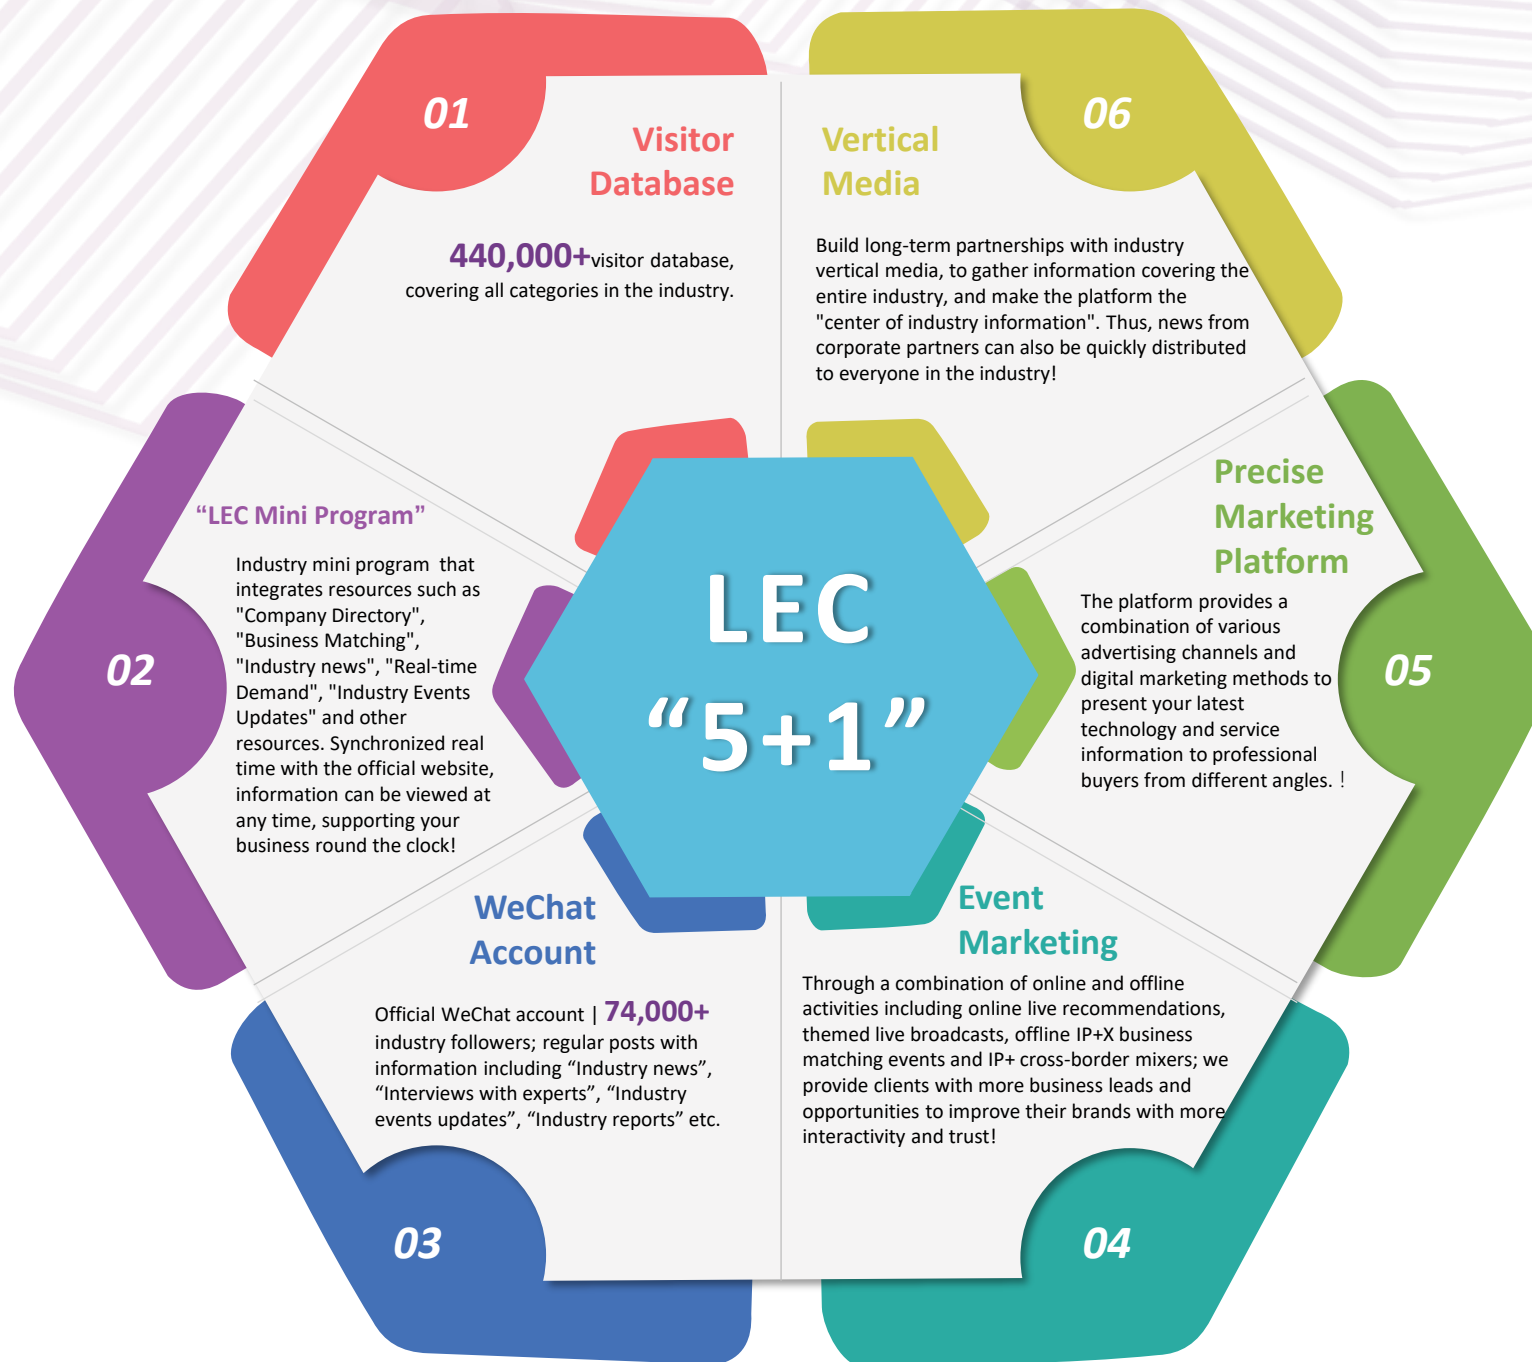 01
Visitor
Database
440,000+visitor database,
covering all categories in the industry.
06
Vertical
Media
Build long-term partnerships with industry
vertical media, to gather information covering the
entire industry, and make the platform the
"center of industry information". Thus, news from
corporate partners can also be quickly distributed
to everyone in the industry!
02
“LEC Mini Program”
Industry mini program that
integrates resources such as
"Company Directory",
"Business Matching",
"Industry news", "Real-time
Demand", "Industry Events
Updates" and other
resources. Synchronized real
time with the official website,
information can be viewed at
any time, supporting your
business round the clock!
LEC
“5+1”
Precise
Marketing
Platform
The platform provides a
combination of various
advertising channels and
digital marketing methods to
present your latest
technology and service
information to professional
buyers from different angles. !
05
WeChat
Account
Official WeChat account | 74,000+
industry followers; regular posts with
information including “Industry news”,
“Interviews with experts”, “Industry
events updates”, “Industry reports” etc.
03
Event
Marketing
Through a combination of online and offline
activities including online live recommendations,
themed live broadcasts, offline IP+X business
matching events and IP+ cross-border mixers; we
provide clients with more business leads and
opportunities to improve their brands with more
interactivity and trust!
04